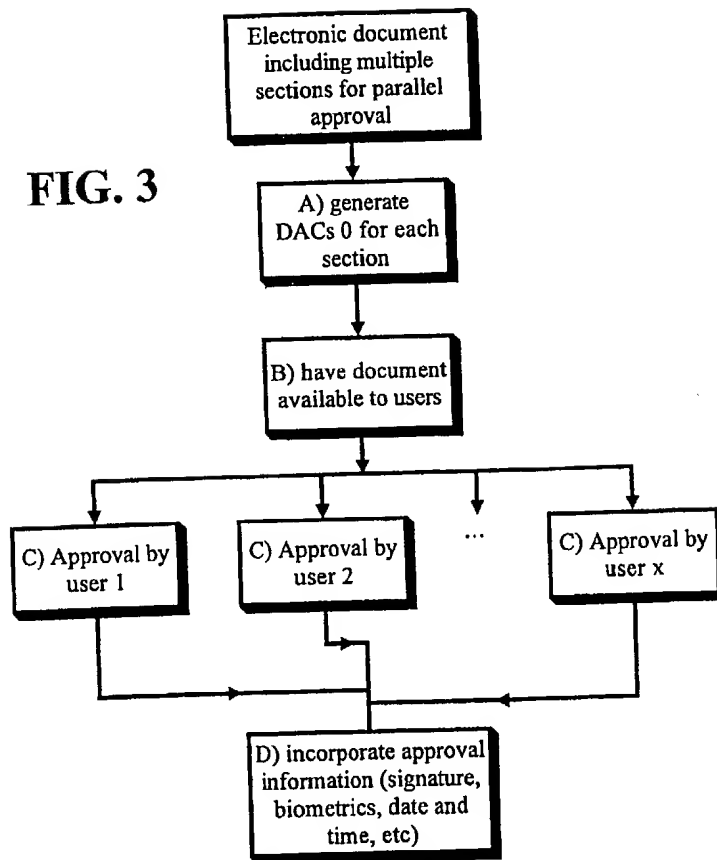 Electronic document
including multiple
sections for parallel
approval
FIG. 3
A) generate
DACs 0 for each
section
B) have document
available to users
...
C) Approval by
user 1
C) Approval by
user 2
C) Approval by
user x
D) incorporate approval
information (signature,
biometrics, date and
time, etc)